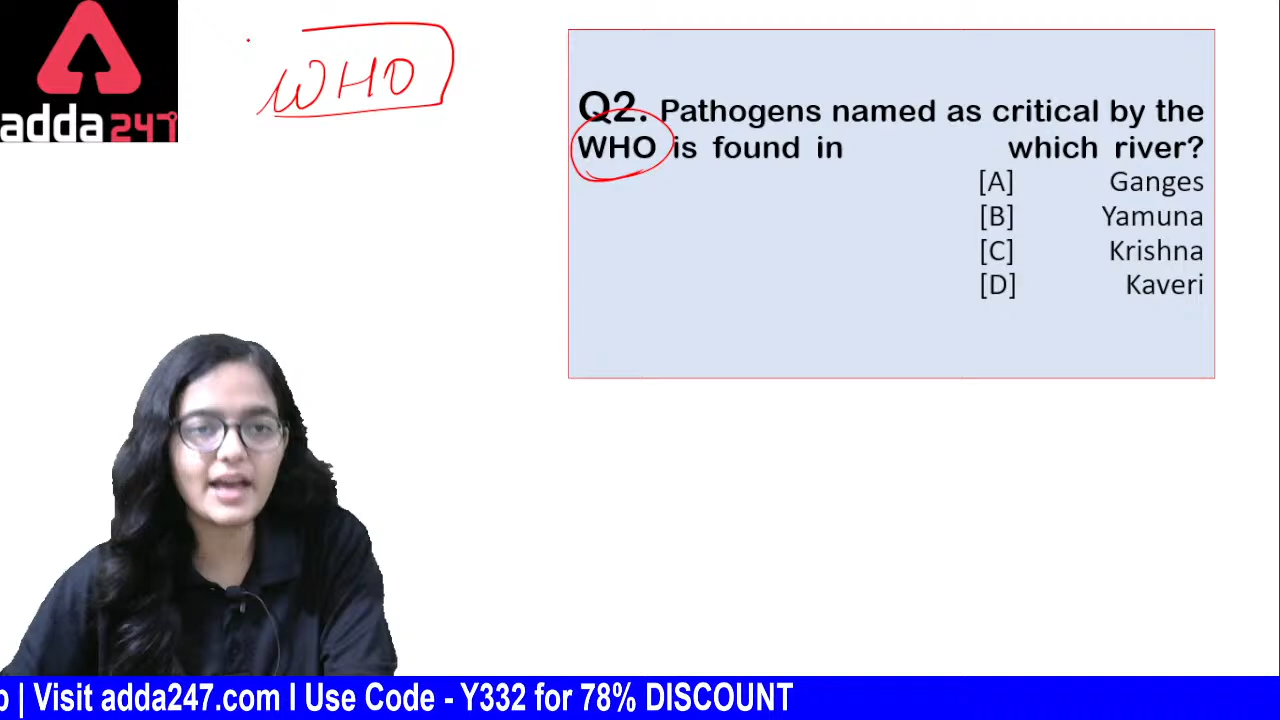 adda247
WHO
Q2. Pathogens named as critical by the
WHO is found in which river?
[A] Ganges
[B] Yamuna
[C] Krishna
[D] Kaveri
p | Visit adda247.com I Use Code - Y332 for 78% DISCOUNT